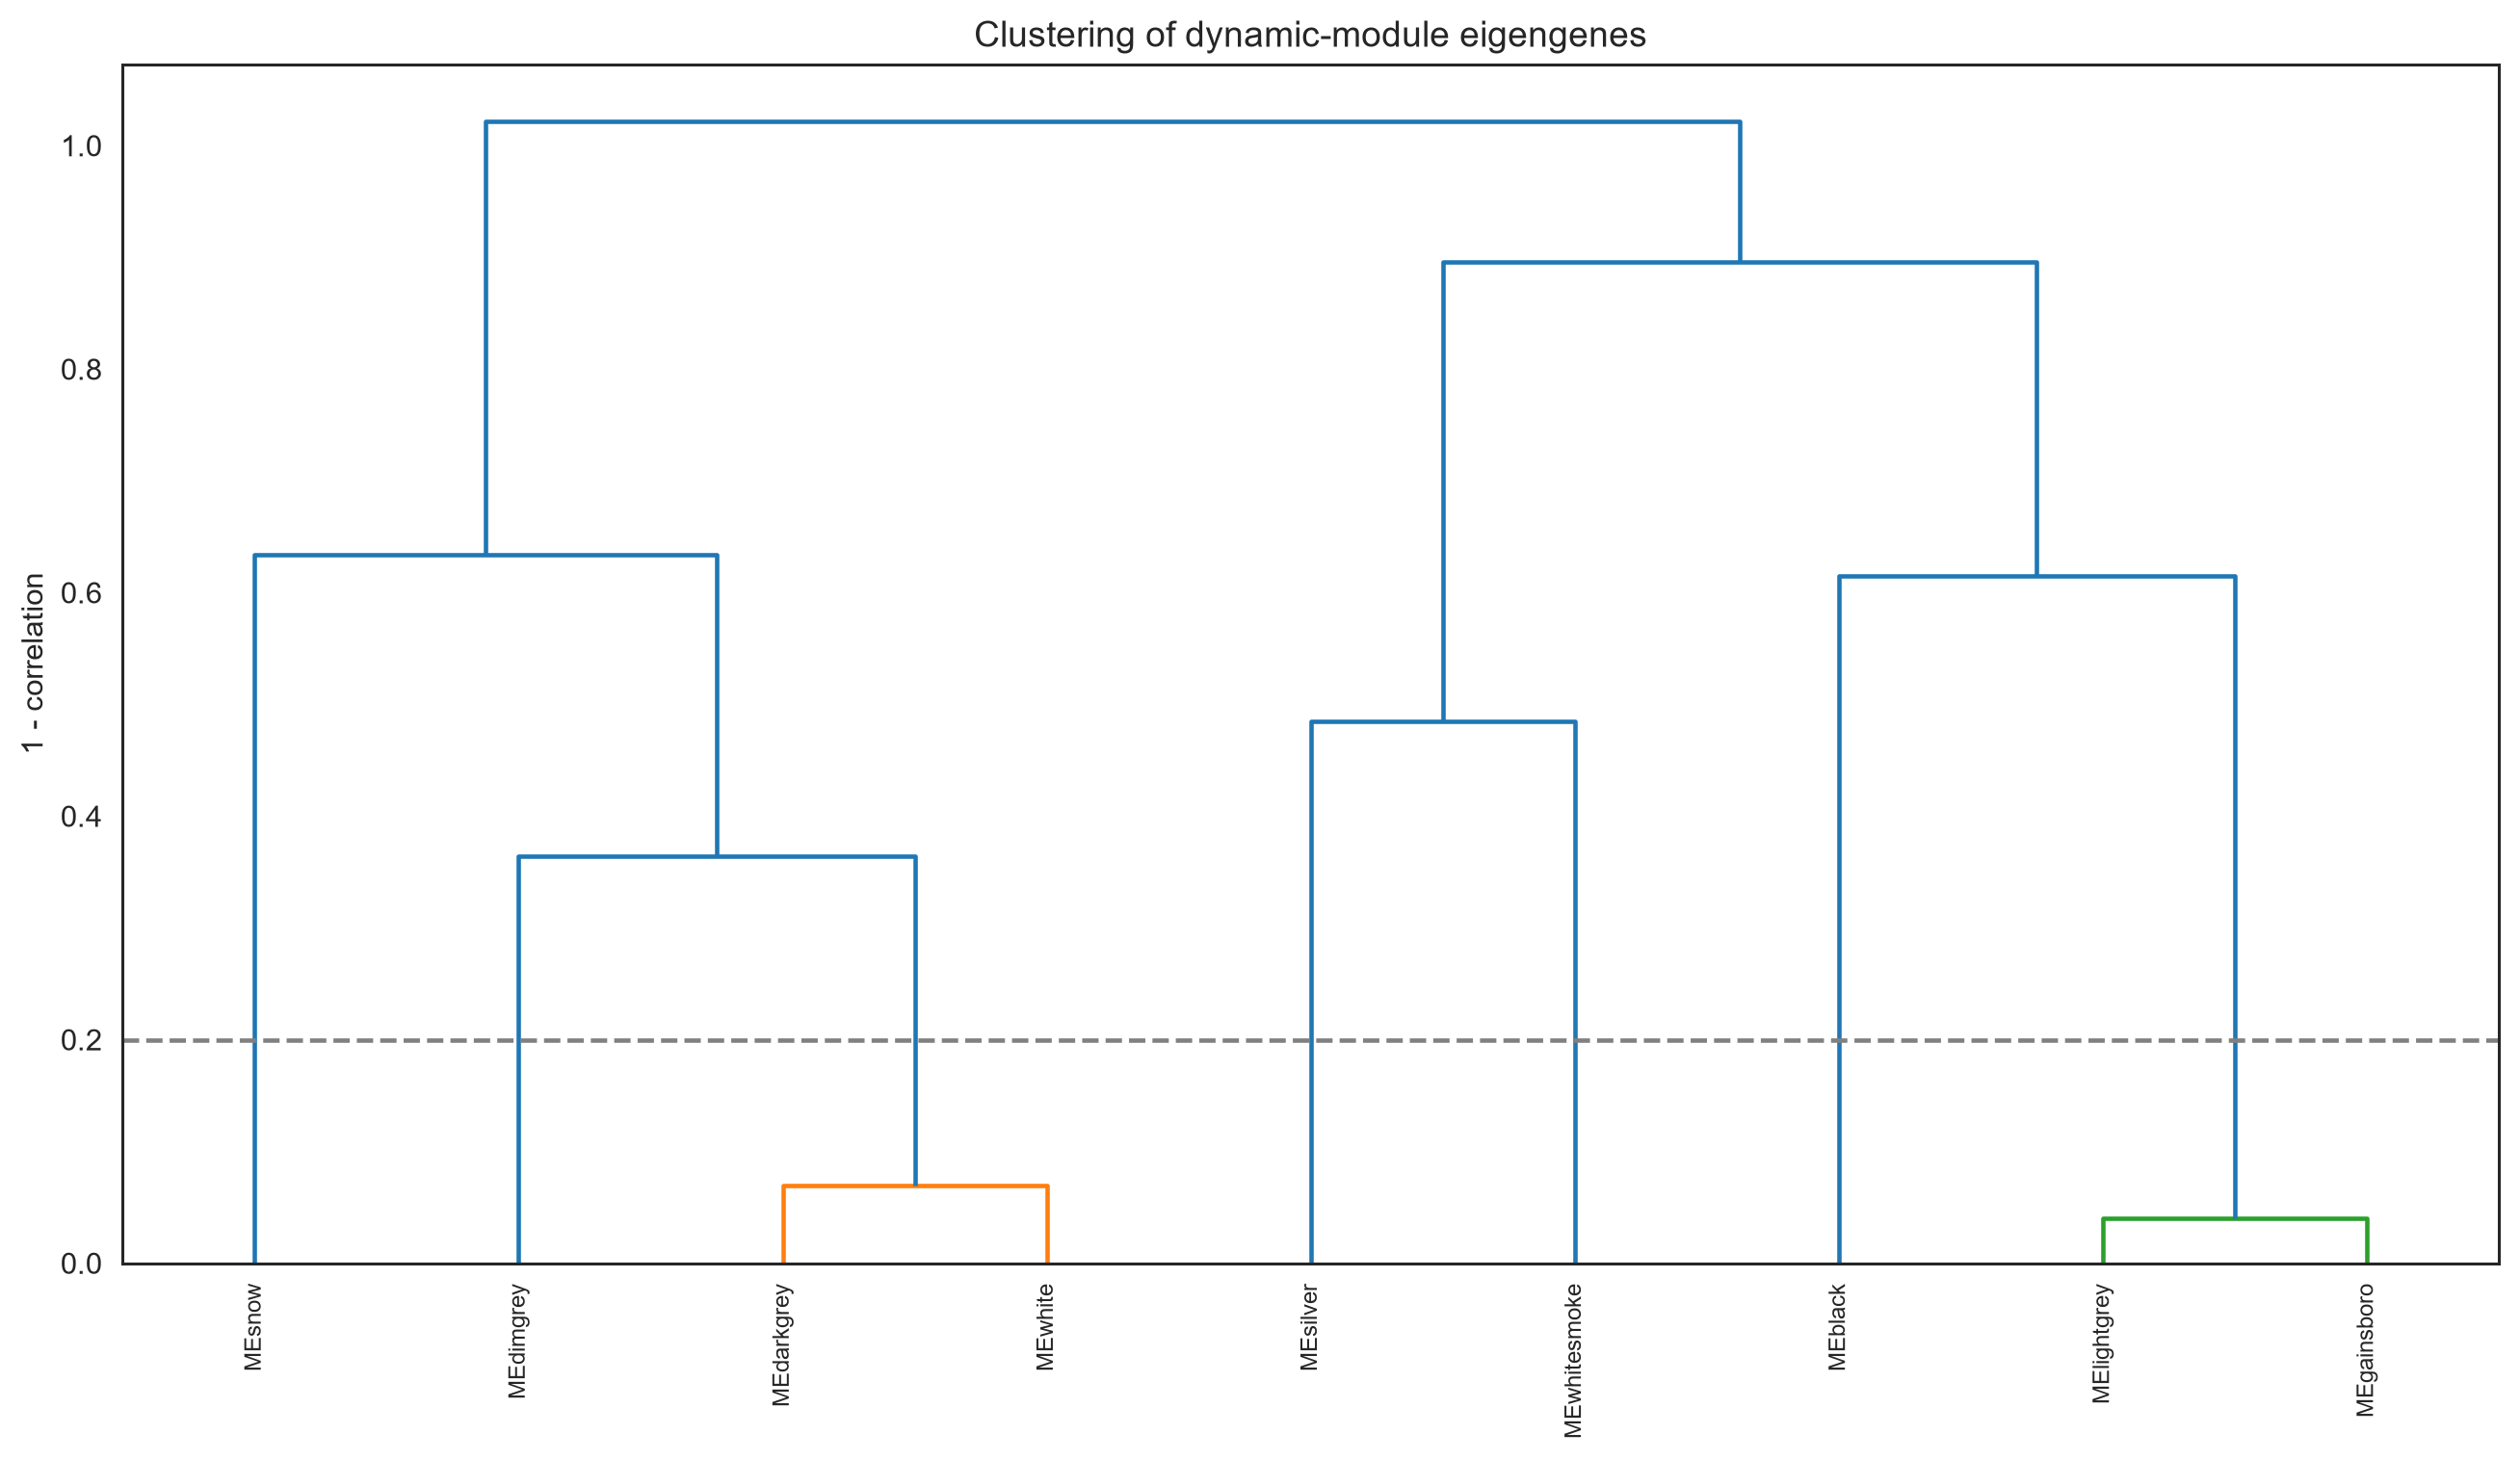 Clustering of dynamic-module eigengenes
1 - correlation
1.0
0.8
0.6
0.4
0.2
0.0
MEsnow
MEdimgrey
MEdarkgrey
MEwhite
MEsilver
MEwhitesmoke
MEblack
MElightgrey
MEgainsboro